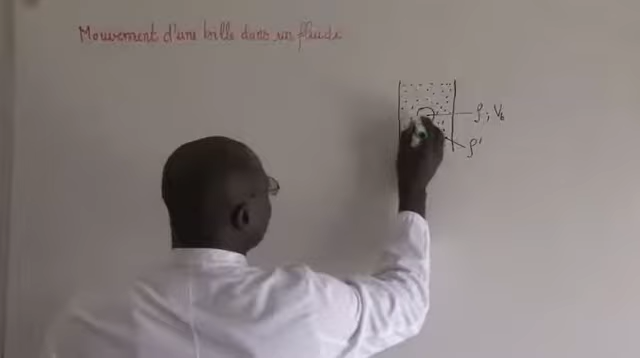 Mouvement d'une bille dans un fluide
ρ ; V₀
ρ'